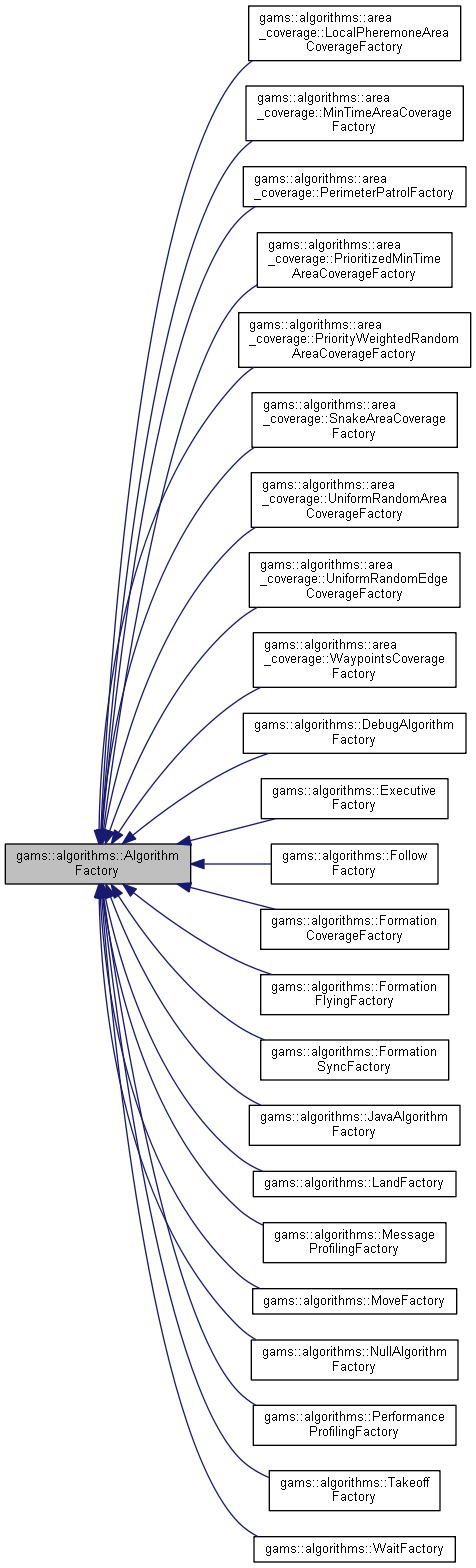 gams::algorithms::area
_coverage::LocalPheremoneArea
CoverageFactory
gams::algorithms::area
_coverage::MinTimeAreaCoverage
Factory
gams::algorithms::area
_coverage::PerimeterPatrolFactory
gams::algorithms::area
_coverage::PrioritizedMinTime
AreaCoverageFactory
gams::algorithms::area
_coverage::PriorityWeightedRandom
AreaCoverageFactory
gams::algorithms::area
_coverage::SnakeAreaCoverage
Factory
gams::algorithms::area
_coverage::UniformRandomArea
CoverageFactory
gams::algorithms::area
_coverage::UniformRandomEdge
CoverageFactory
gams::algorithms::area
_coverage::WaypointsCoverage
Factory
gams::algorithms::DebugAlgorithm
Factory
gams::algorithms::Executive
Factory
gams::algorithms::Algorithm
Factory
gams::algorithms::Follow
Factory
gams::algorithms::Formation
CoverageFactory
gams::algorithms::Formation
FlyingFactory
gams::algorithms::Formation
SyncFactory
gams::algorithms::JavaAlgorithm
Factory
gams::algorithms::LandFactory
gams::algorithms::Message
ProfilingFactory
gams::algorithms::MoveFactory
gams::algorithms::NullAlgorithm
Factory
gams::algorithms::Performance
ProfilingFactory
gams::algorithms::Takeoff
Factory
gams::algorithms::WaitFactory